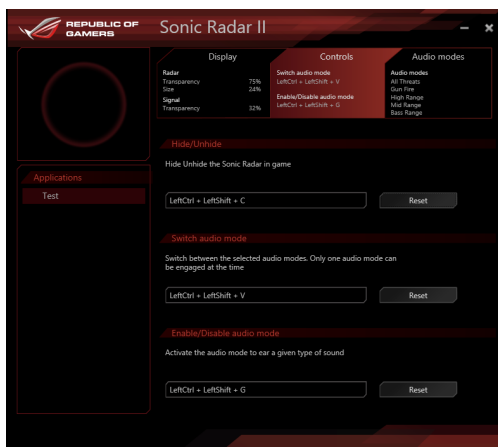 REPUBLIC OF
GAMERS
Sonic Radar II
Display
Radar
Transparency 75%
Size 24%
Signal
Transparency 32%
Controls
Switch audio mode
LeftCtrl + LeftShift + V
Enable/Disable audio mode
LeftCtrl + LeftShift + G
Audio modes
Audio modes
All Threats
Gun Fire
High Range
Mid Range
Bass Range
Applications
Test
Hide/Unhide
Hide Unhide the Sonic Radar in game
LeftCtrl + LeftShift + C
Reset
Switch audio mode
Switch between the selected audio modes. Only one audio mode can
be engaged at the time
LeftCtrl + LeftShift + V
Reset
Enable/Disable audio mode
Activate the audio mode to ear a given type of sound
LeftCtrl + LeftShift + G
Reset